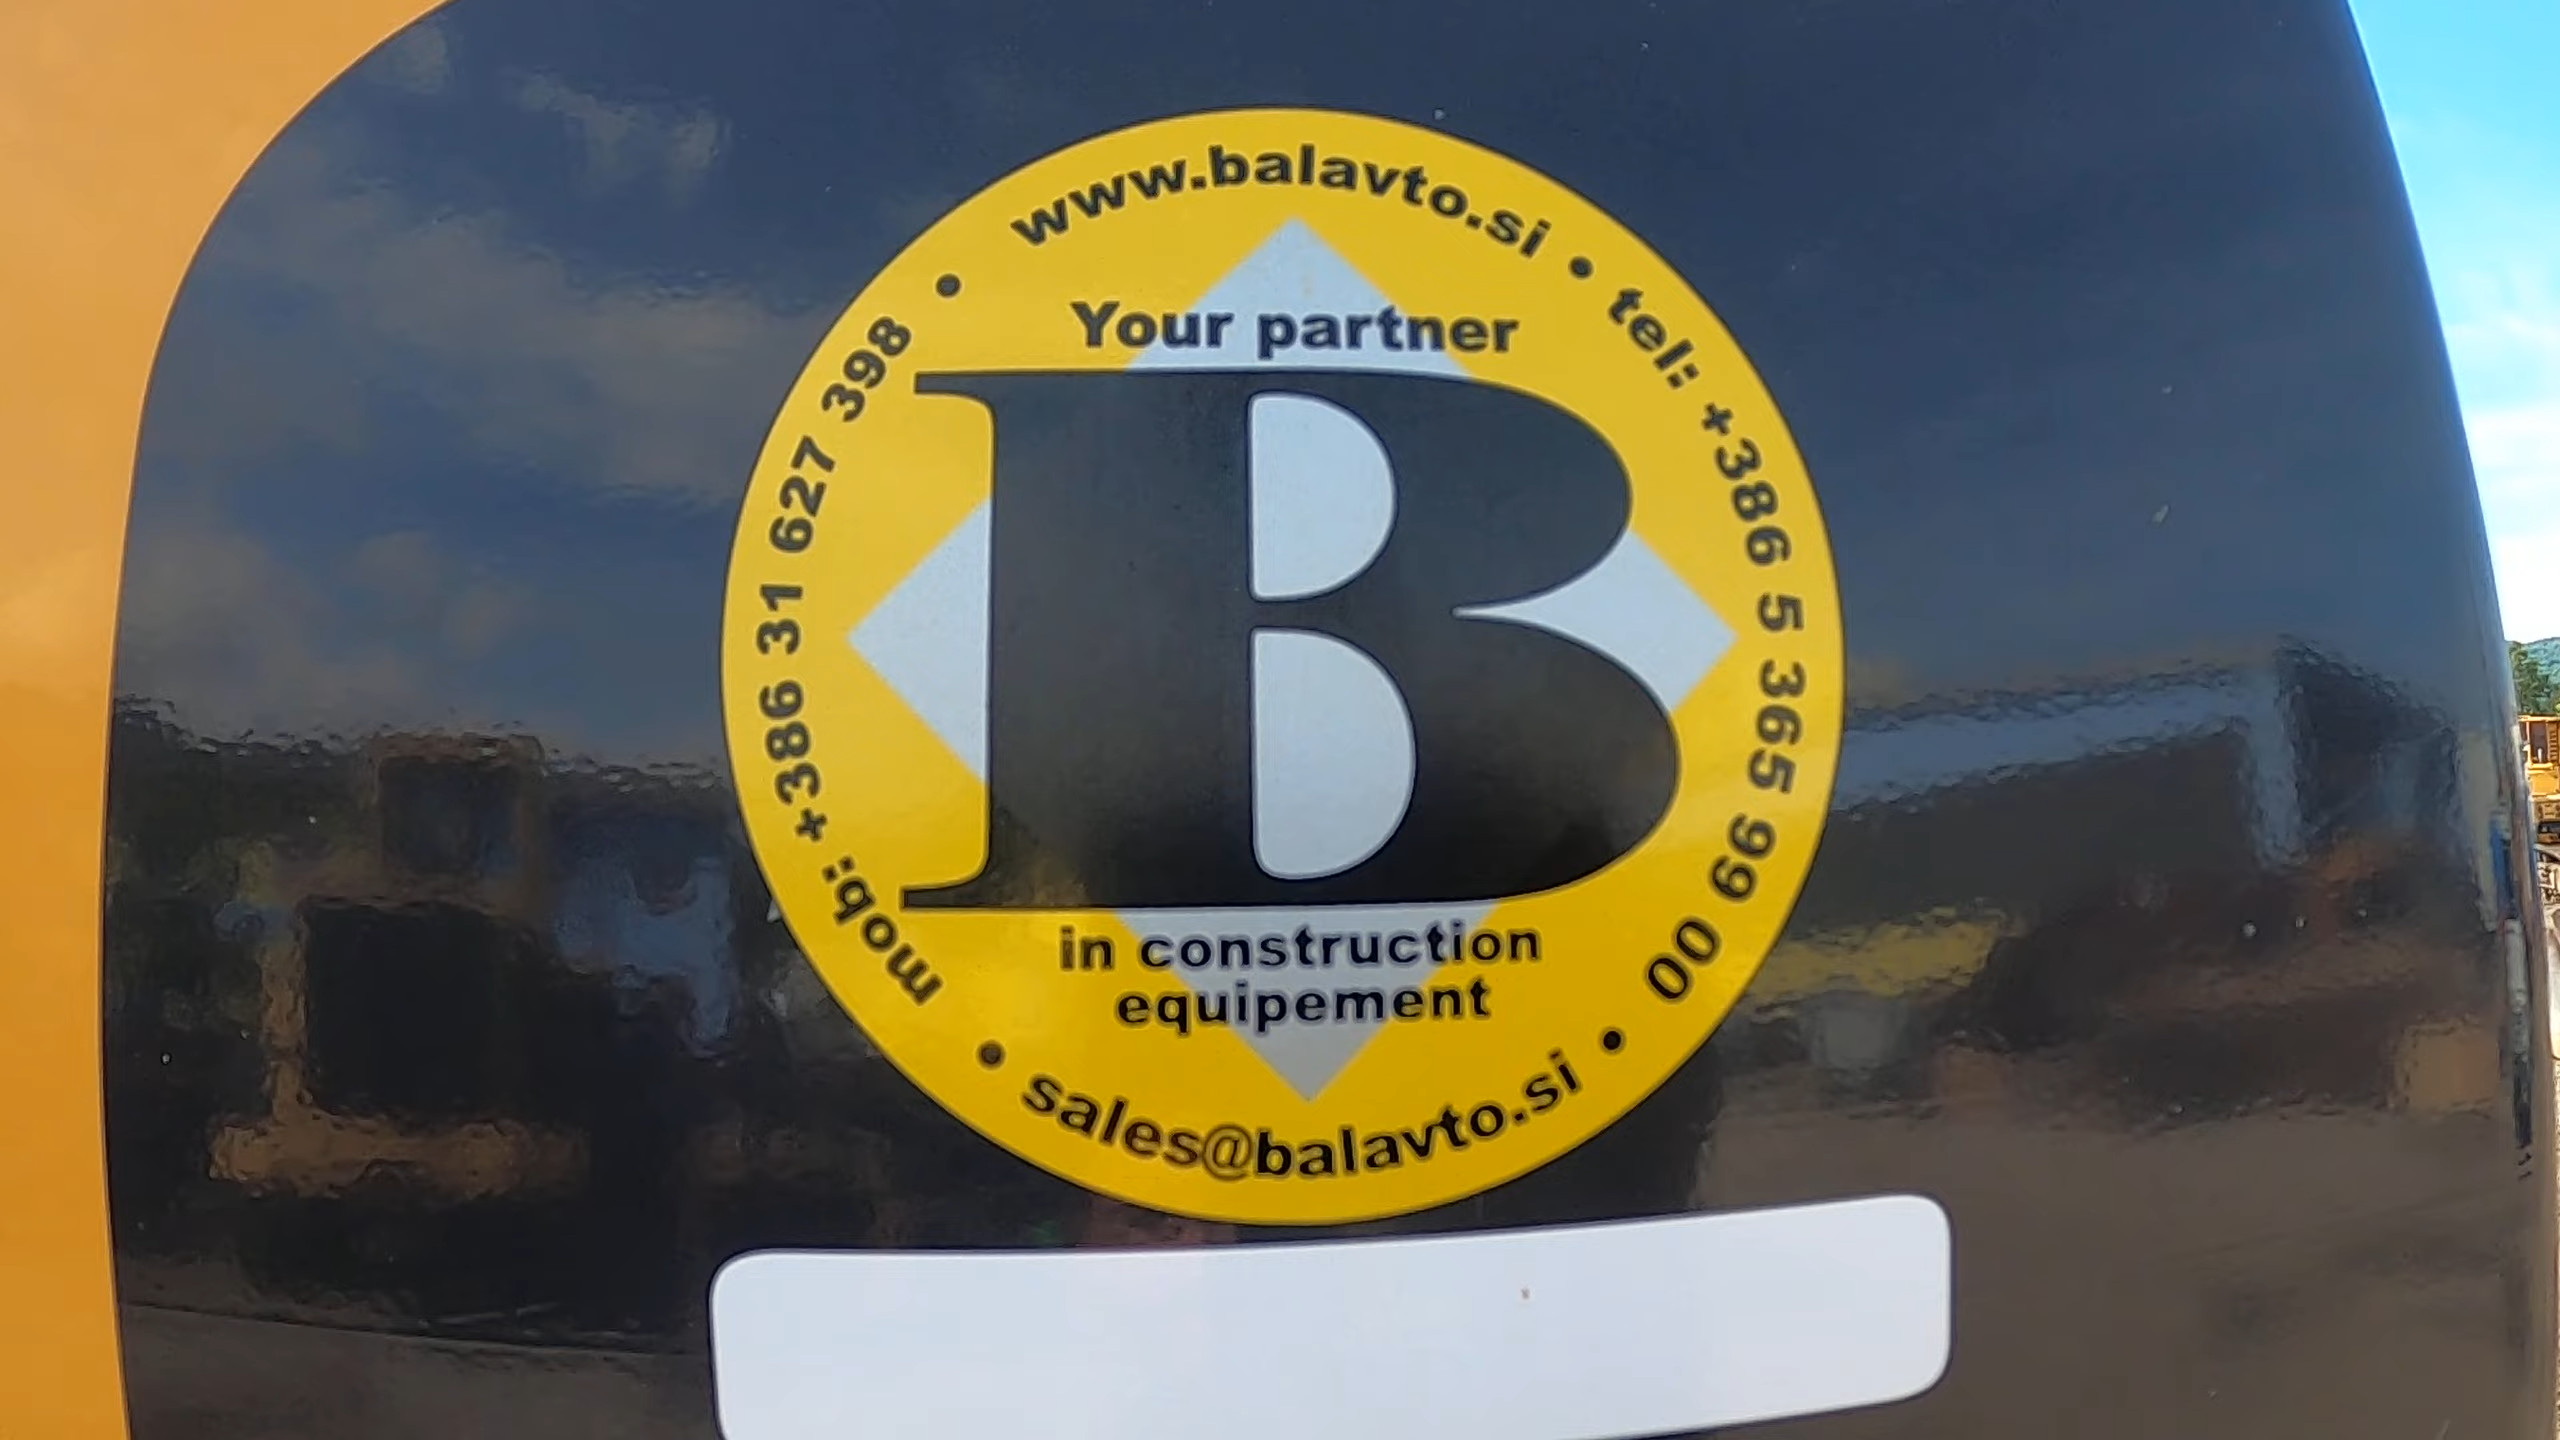 www.balavto.si • tel: +386 5 365 99 00 • sales@balavto.si • mob: +386 31 627 398 •
Your partner
B
in construction
equipement